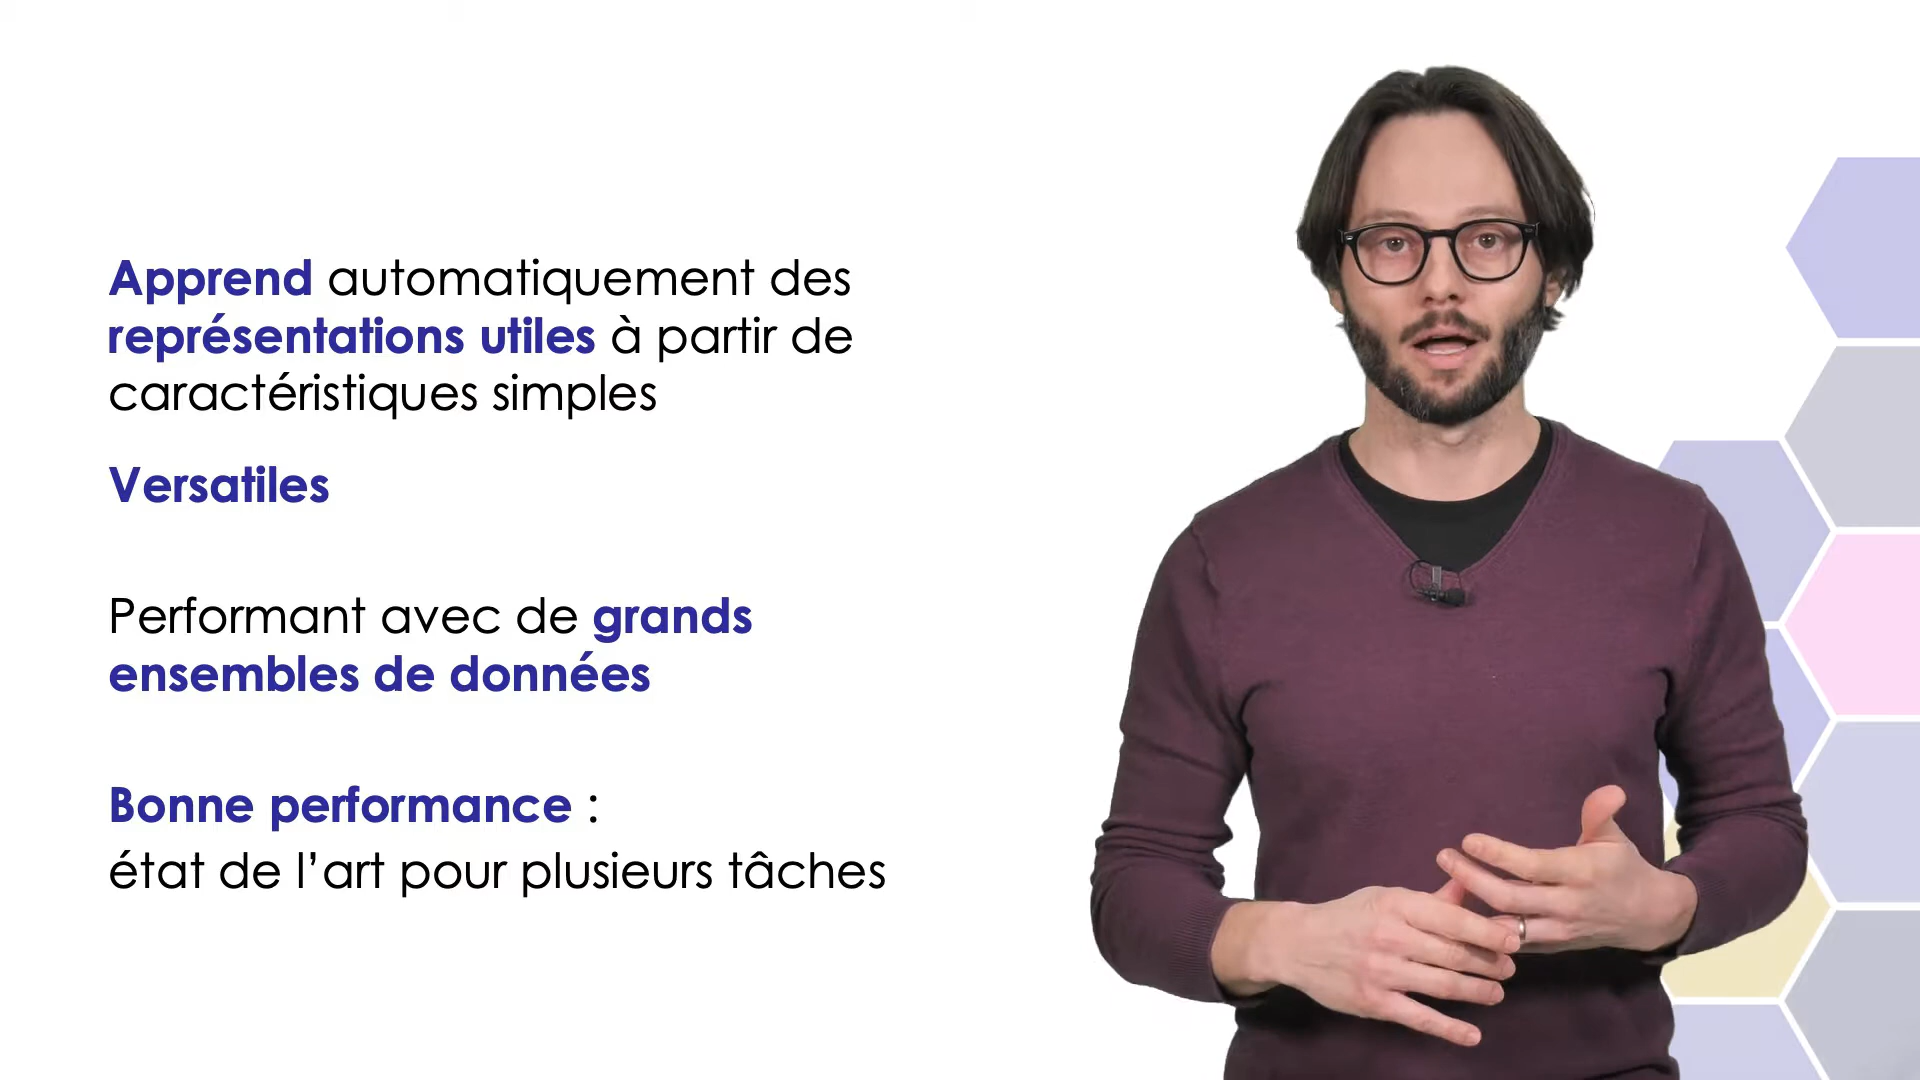 Apprend automatiquement des
représentations utiles à partir de
caractéristiques simples
Versatiles
Performant avec de grands
ensembles de données
Bonne performance :
état de l’art pour plusieurs tâches